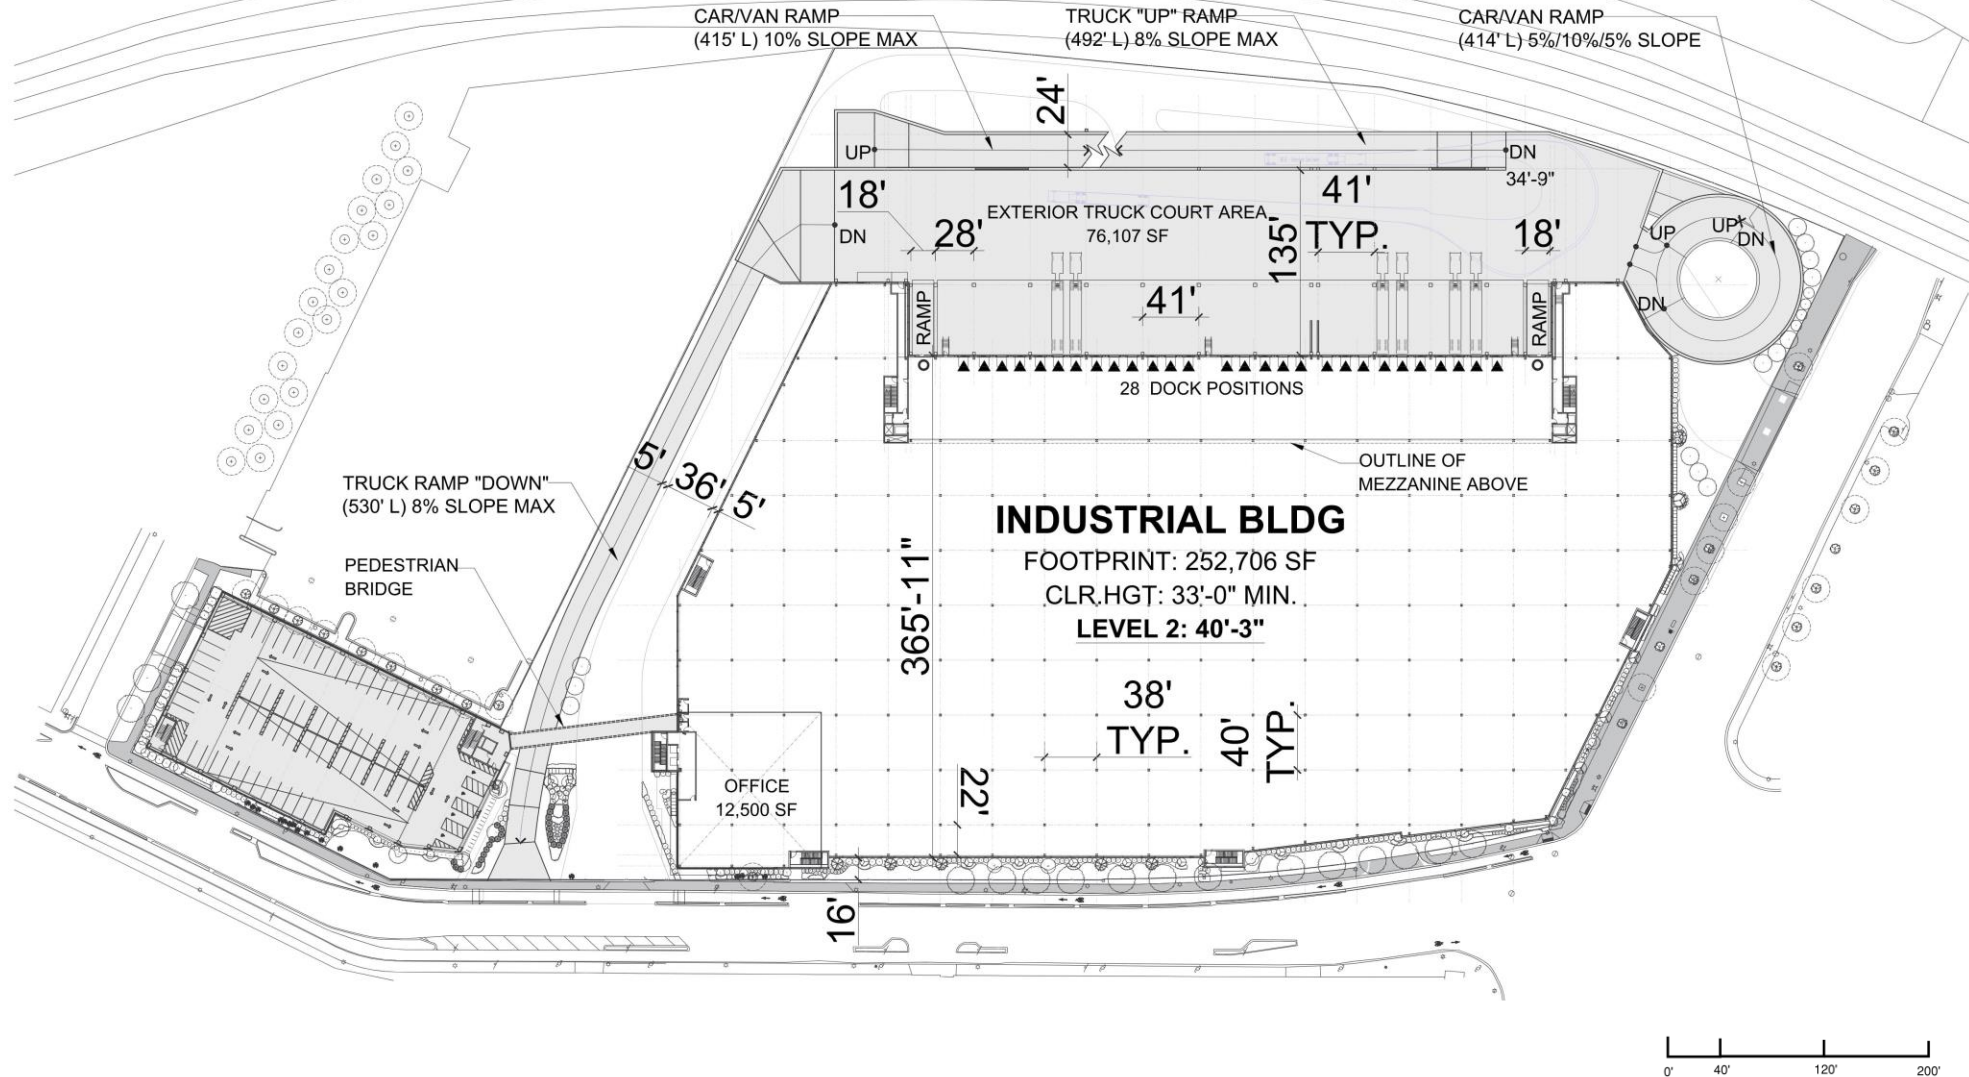 CAR/VAN RAMP
(415' L) 10% SLOPE MAX
TRUCK "UP" RAMP
(492' L) 8% SLOPE MAX
CAR/VAN RAMP
(414' L) 5%/10%/5% SLOPE
24'
UP
DN
34'-9"
18'
28'
DN
EXTERIOR TRUCK COURT AREA
76,107 SF
135'
41'
TYP.
18'
UP
UP
DN
DN
RAMP
41'
RAMP
28 DOCK POSITIONS
OUTLINE OF
MEZZANINE ABOVE
5'
36'
5'
TRUCK RAMP "DOWN"
(530' L) 8% SLOPE MAX
PEDESTRIAN
BRIDGE
INDUSTRIAL BLDG
FOOTPRINT: 252,706 SF
CLR.HGT: 33'-0" MIN.
LEVEL 2: 40'-3"
365'-11"
38'
TYP.
40'
TYP.
22'
OFFICE
12,500 SF
16'
0'
40'
120'
200'